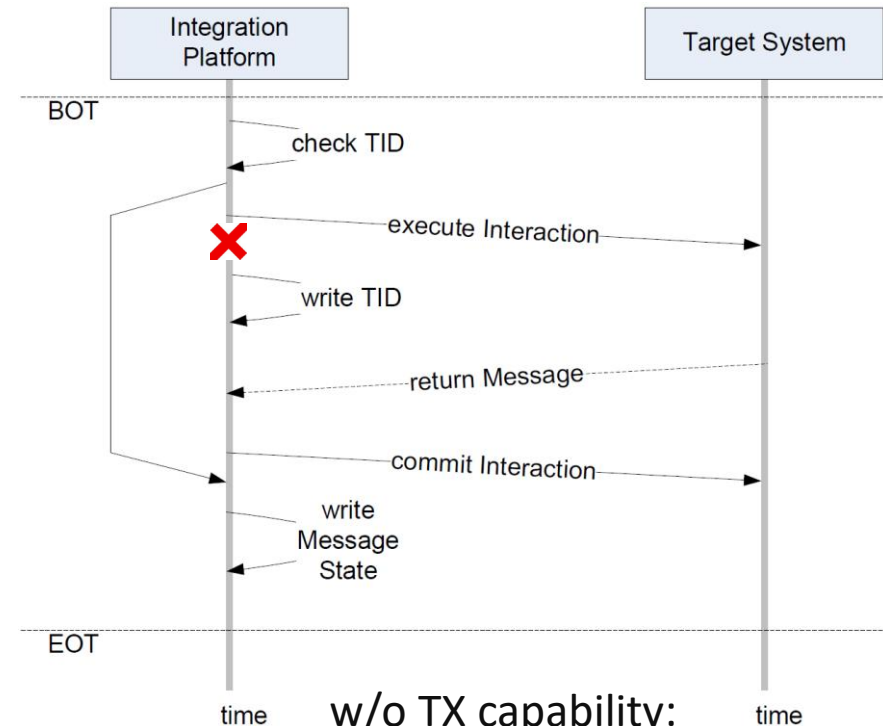 Integration
Platform
Target System
BOT
check TID
execute Interaction
write TID
return Message
commit Interaction
write
Message
State
EOT
time
w/o TX capability:
time